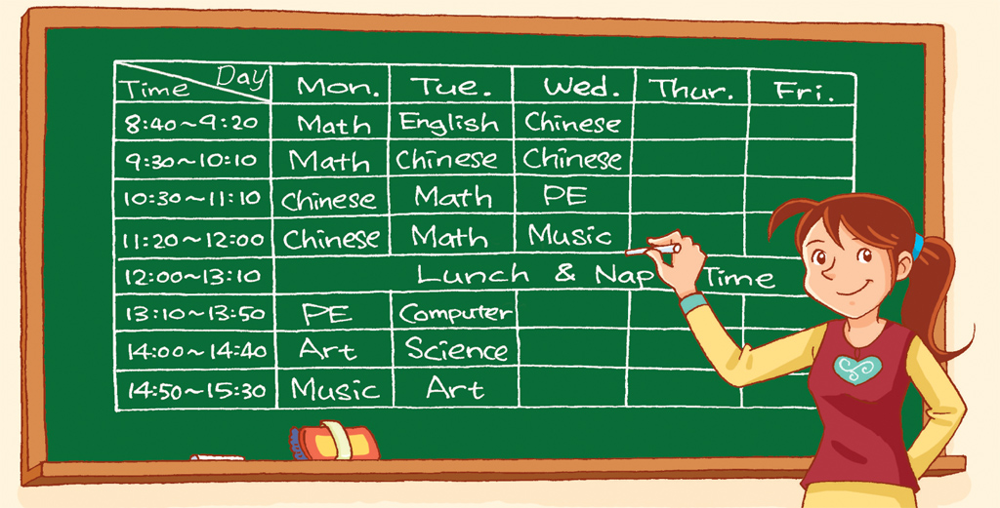 Time Day Mon. Tue. Wed. Thur. Fri.
8:40~9:20 Math English Chinese
9:30~10:10 Math Chinese Chinese
10:30~11:10 Chinese Math PE
11:20~12:00 Chinese Math Music
12:00~13:10 Lunch & Nap Time
13:10~13:50 PE Computer
14:00~14:40 Art Science
14:50~15:30 Music Art